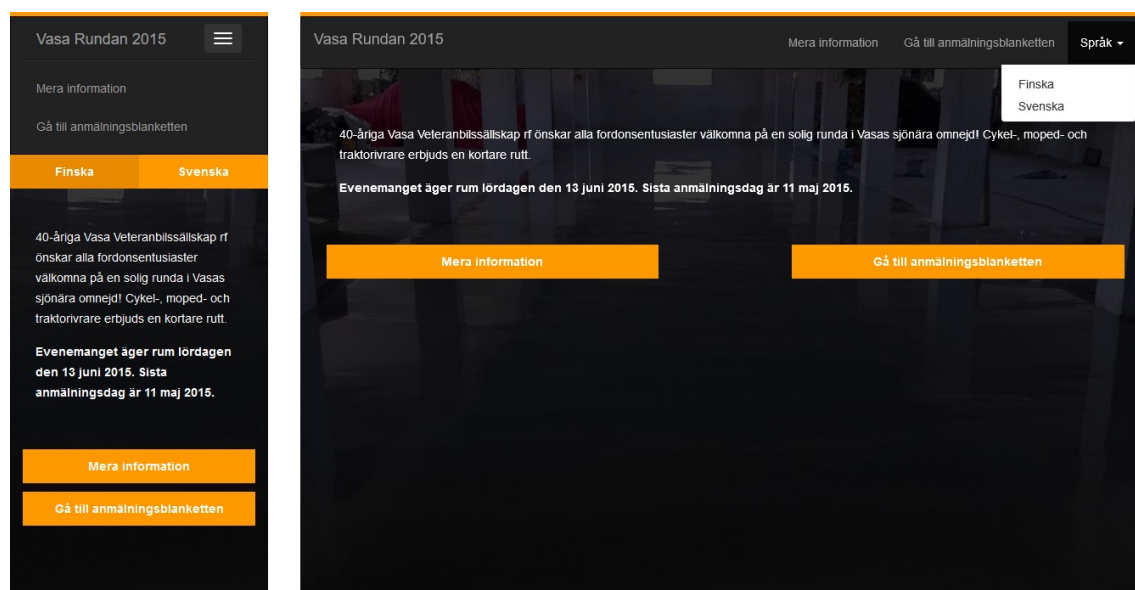 Vasa Rundan 2015
Mera information
Gå till anmälningsblanketten
Finska Svenska
40-åriga Vasa Veteranbilssällskap rf
önskar alla fordonsentusiaster
välkomna på en solig runda i Vasas
sjönära omnejd! Cykel-, moped- och
traktorivrare erbjuds en kortare rutt.
Evenemanget äger rum lördagen
den 13 juni 2015. Sista
anmälningsdag är 11 maj 2015.
Mera information
Gå till anmälningsblanketten
Vasa Rundan 2015 Mera information Gå till anmälningsblanketten Språk
Finska
Svenska
40-åriga Vasa Veteranbilssällskap rf önskar alla fordonsentusiaster välkomna på en solig runda i Vasas sjönära omnejd! Cykel-, moped- och
traktorivrare erbjuds en kortare rutt.
Evenemanget äger rum lördagen den 13 juni 2015. Sista anmälningsdag är 11 maj 2015.
Mera information Gå till anmälningsblanketten